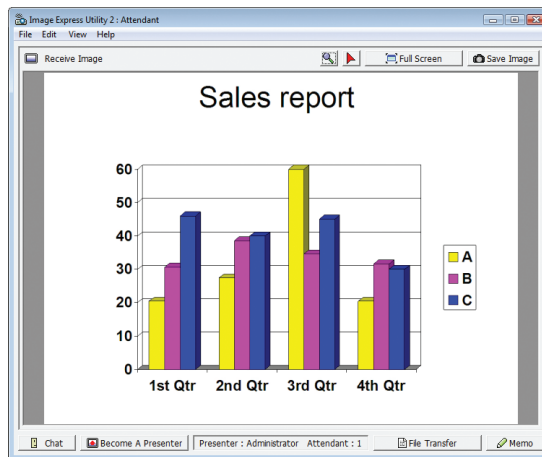 Image Express Utility 2 : Attendant
File Edit View Help
Receive Image Full Screen Save Image
Sales report
60
50
40
30
20
10
0
1st Qtr 2nd Qtr 3rd Qtr 4th Qtr
A
B
C
Chat Become A Presenter Presenter : Administrator Attendant : 1 File Transfer Memo